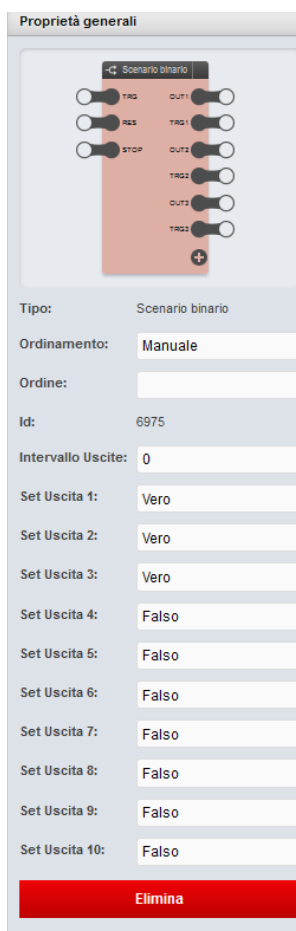 Proprietà generali
Scenario binario
TRG OUT1
RES TRG1
STOP OUT2
TRG2
OUT3
TRG3
Tipo: Scenario binario
Ordinamento: Manuale
Ordine:
Id: 6975
Intervallo Uscite: 0
Set Uscita 1: Vero
Set Uscita 2: Vero
Set Uscita 3: Vero
Set Uscita 4: Falso
Set Uscita 5: Falso
Set Uscita 6: Falso
Set Uscita 7: Falso
Set Uscita 8: Falso
Set Uscita 9: Falso
Set Uscita 10: Falso
Elimina